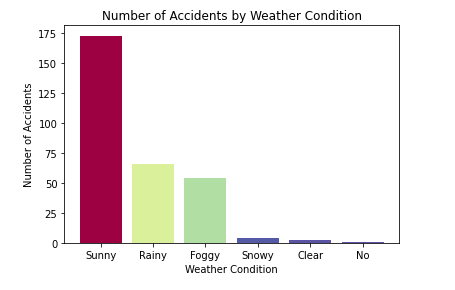 Number of Accidents by Weather Condition
175
150
125
100
75
50
25
0
Number of Accidents
Sunny Rainy Foggy Snowy Clear No
Weather Condition